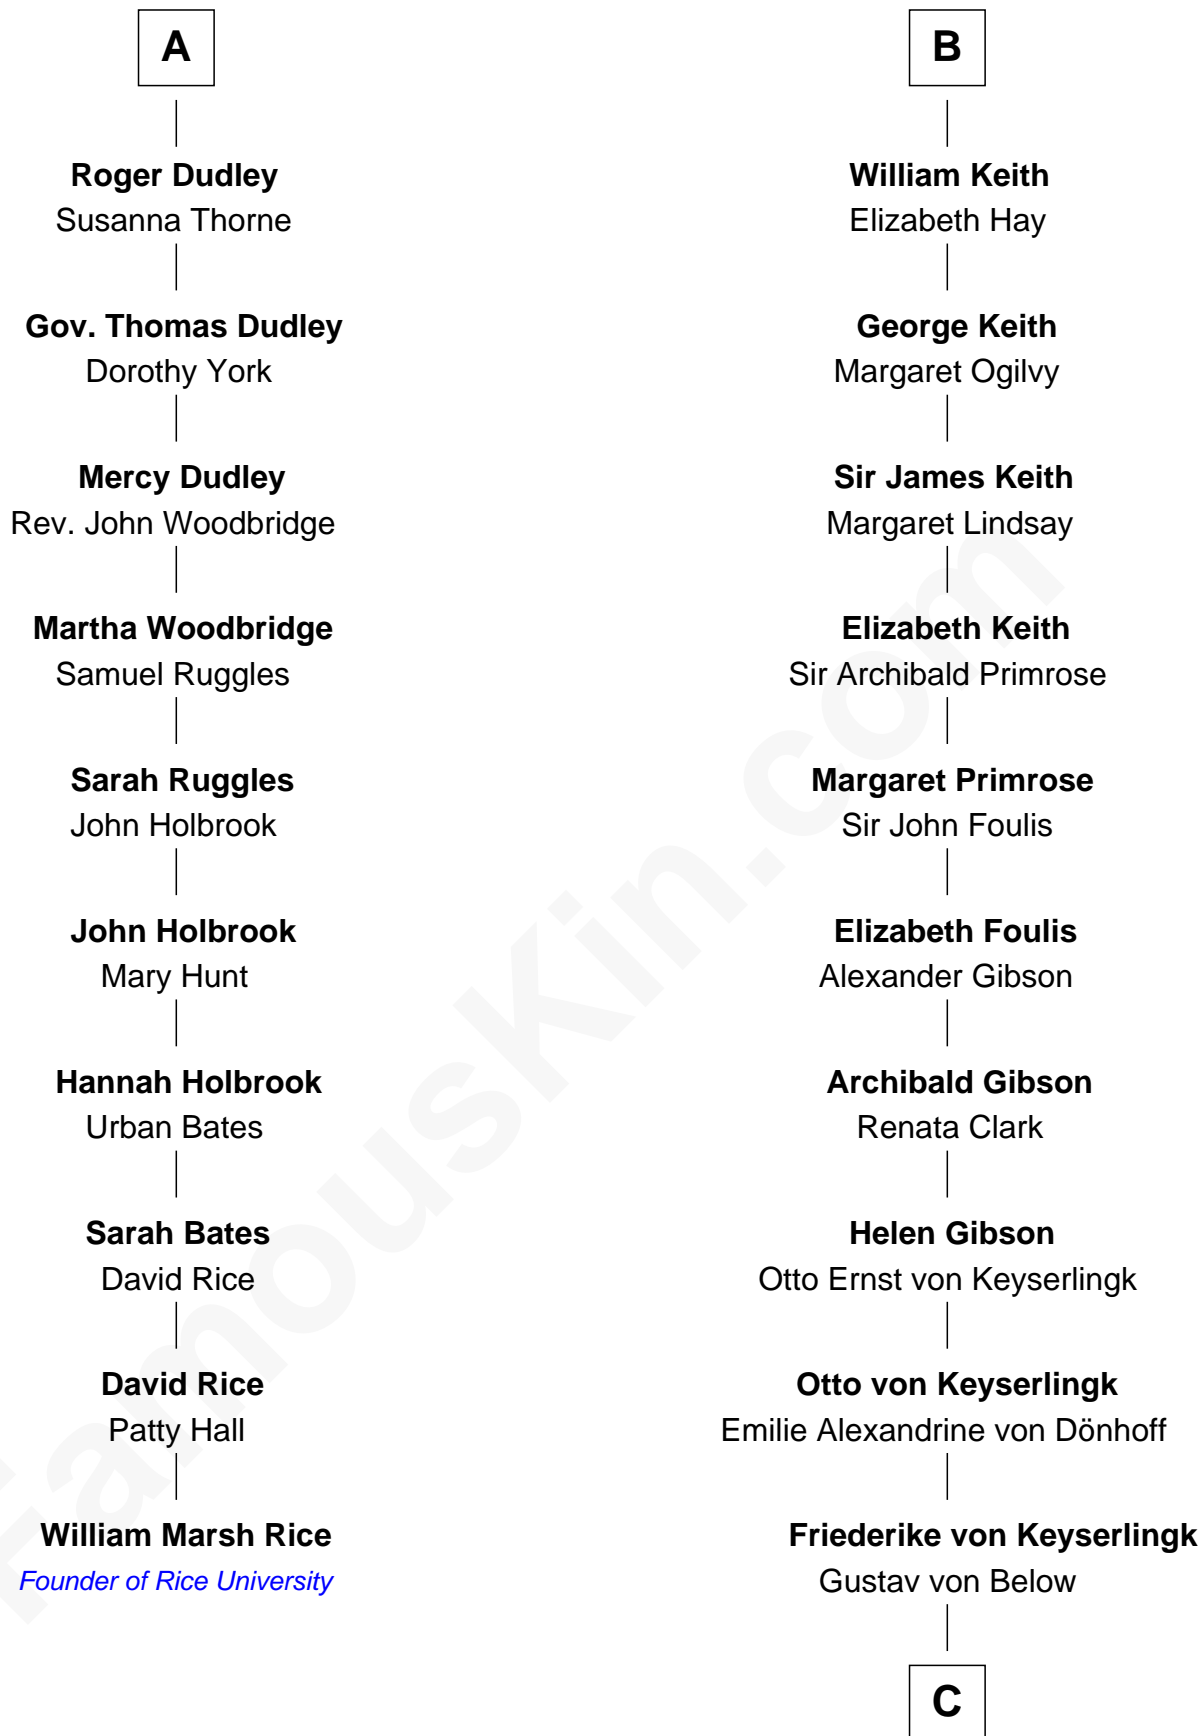 A
Roger Dudley
Susanna Thorne
Gov. Thomas Dudley
Dorothy York
Mercy Dudley
Rev. John Woodbridge
Martha Woodbridge
Samuel Ruggles
Sarah Ruggles
John Holbrook
John Holbrook
Mary Hunt
Hannah Holbrook
Urban Bates
Sarah Bates
David Rice
David Rice
Patty Hall
William Marsh Rice
Founder of Rice University
B
William Keith
Elizabeth Hay
George Keith
Margaret Ogilvy
Sir James Keith
Margaret Lindsay
Elizabeth Keith
Sir Archibald Primrose
Margaret Primrose
Sir John Foulis
Elizabeth Foulis
Alexander Gibson
Archibald Gibson
Renata Clark
Helen Gibson
Otto Ernst von Keyserlingk
Otto von Keyserlingk
Emilie Alexandrine von Dönhoff
Friederike von Keyserlingk
Gustav von Below
C
FamousKin.com